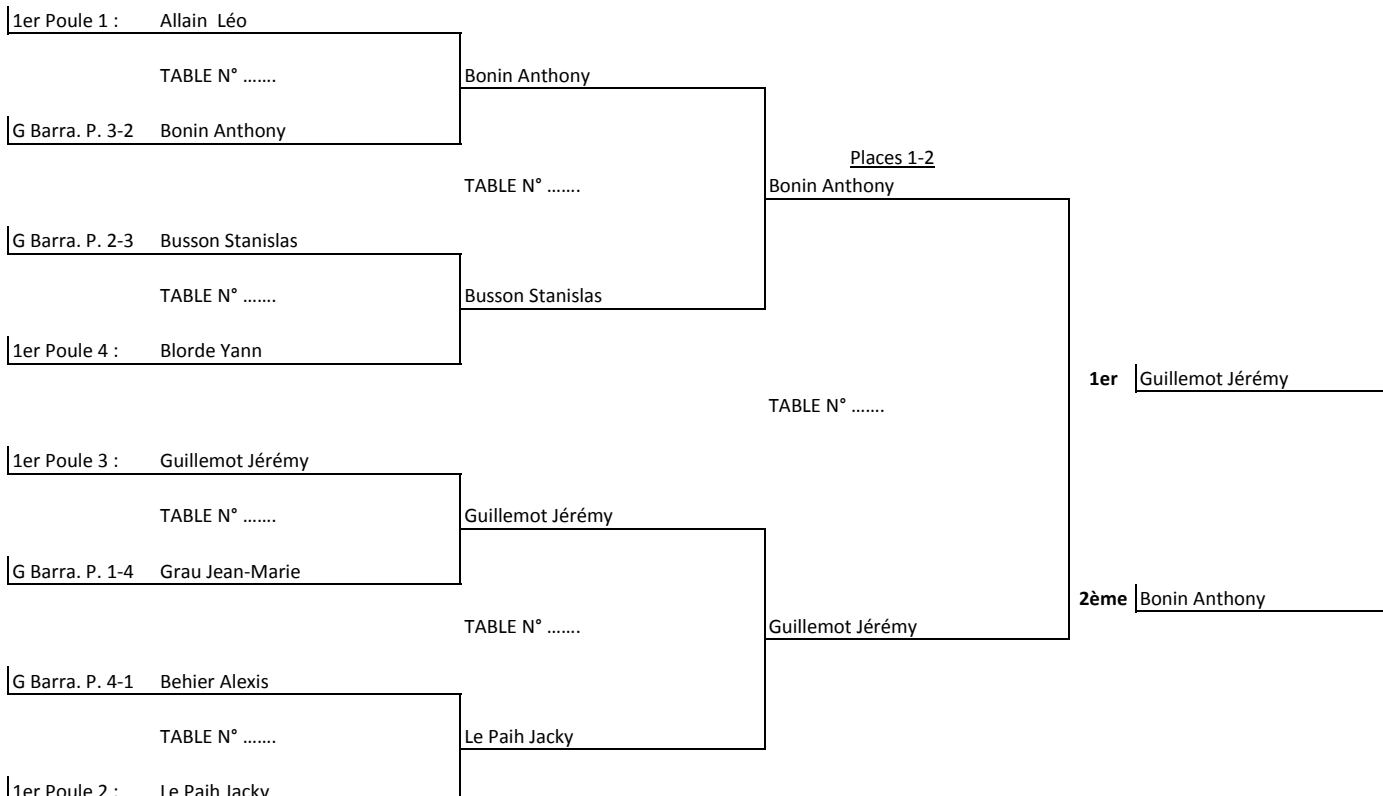 1er Poule 1 : Allain Léo
TABLE N° ……. Bonin Anthony
G Barra. P. 3-2 Bonin Anthony
Places 1-2
TABLE N° ……. Bonin Anthony
G Barra. P. 2-3 Busson Stanislas
TABLE N° ……. Busson Stanislas
1er Poule 4 : Blorde Yann
1er Guillemot Jérémy
TABLE N° …….
1er Poule 3 : Guillemot Jérémy
TABLE N° ……. Guillemot Jérémy
G Barra. P. 1-4 Grau Jean-Marie
2ème Bonin Anthony
TABLE N° ……. Guillemot Jérémy
G Barra. P. 4-1 Behier Alexis
TABLE N° ……. Le Paih Jacky
1er Poule 2 : Le Paih Jacky